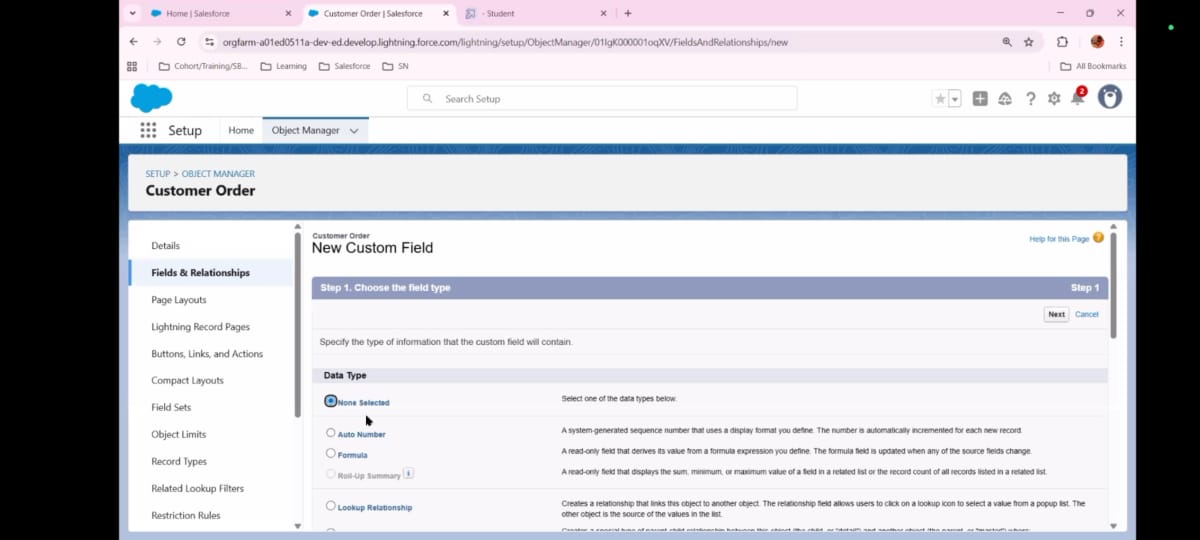 Home | Salesforce
Customer Order | Salesforce
- Student
orgfarm-a01ed0511a-dev-ed.develop.lightning.force.com/lightning/setup/ObjectManager/01IgK000001oqXV/FieldsAndRelationships/new
Cohort/Training/SB...
Learning
Salesforce
SN
All Bookmarks
Search Setup
2
Setup
Home
Object Manager
SETUP > OBJECT MANAGER
Customer Order
Details
Fields & Relationships
Page Layouts
Lightning Record Pages
Buttons, Links, and Actions
Compact Layouts
Field Sets
Object Limits
Record Types
Related Lookup Filters
Restriction Rules
Customer Order
New Custom Field
Help for this Page ?
Step 1. Choose the field type Step 1
Next Cancel
Specify the type of information that the custom field will contain.
Data Type
None Selected Select one of the data types below.
Auto Number A system-generated sequence number that uses a display format you define. The number is automatically incremented for each new record.
Formula A read-only field that derives its value from a formula expression you define. The formula field is updated when any of the source fields change.
Roll-Up Summary i A read-only field that displays the sum, minimum, or maximum value of a field in a related list or the record count of all records listed in a related list.
Lookup Relationship Creates a relationship that links this object to another object. The relationship field allows users to click on a lookup icon to select a value from a popup list. The
other object is the source of the values in the list.